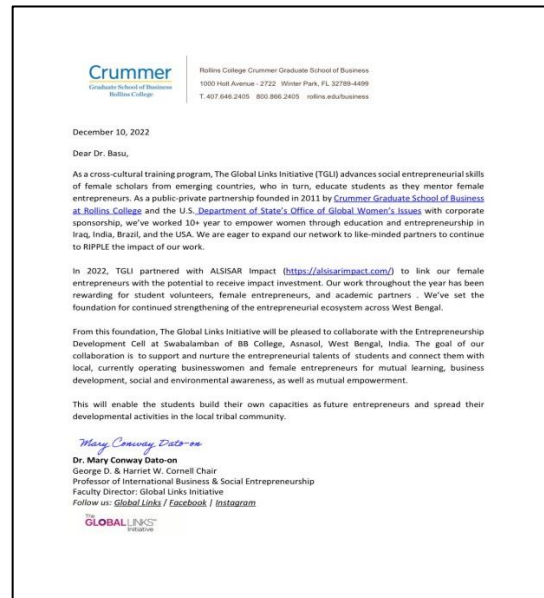 Crummer
Graduate School of Business
Rollins College
Rollins College Crummer Graduate School of Business
1000 Holt Avenue - 2722 Winter Park, FL 32789-4499
T. 407.646.2405 800.866.2405 rollins.edu/business
December 10, 2022
Dear Dr. Basu,
As a cross-cultural training program, The Global Links Initiative (TGLI) advances social entrepreneurial skills
of female scholars from emerging countries, who in turn, educate students as they mentor female
entrepreneurs. As a public-private partnership founded in 2011 by Crummer Graduate School of Business
at Rollins College and the U.S. Department of State's Office of Global Women's Issues with corporate
sponsorship, we've worked 10+ years to empower women through education and entrepreneurship in
Iraq, India, Brazil, and the USA. We are eager to expand our network to like-minded partners to continue
to RIPPLE the impact of our work.
In 2022, TGLI partnered with ALSISAR Impact (https://alsisarimpact.com/) to link our female
entrepreneurs with the potential to receive impact investment. Our work throughout the year has been
rewarding for student volunteers, female entrepreneurs, and academic partners . We've set the
foundation for continued strengthening of the entrepreneurial ecosystem across West Bengal.
From this foundation, The Global Links Initiative will be pleased to collaborate with the Entrepreneurship
Development Cell at Swabalamban of BB College, Asnasol, West Bengal, India. The goal of our
collaboration is to support and nurture the entrepreneurial talents of students and connect them with
local, currently operating businesswomen and female entrepreneurs for mutual learning, business
development, social and environmental awareness, as well as mutual empowerment.
This will enable the students build their own capacities as future entrepreneurs and spread their
developmental activities in the local tribal community.
Mary Conway Dato-on
Dr. Mary Conway Dato-on
George D. & Harriet W. Cornell Chair
Professor of International Business & Social Entrepreneurship
Faculty Director: Global Links Initiative
Follow us: Global Links / Facebook | Instagram
The
GLOBAL LINKS™
Initiative